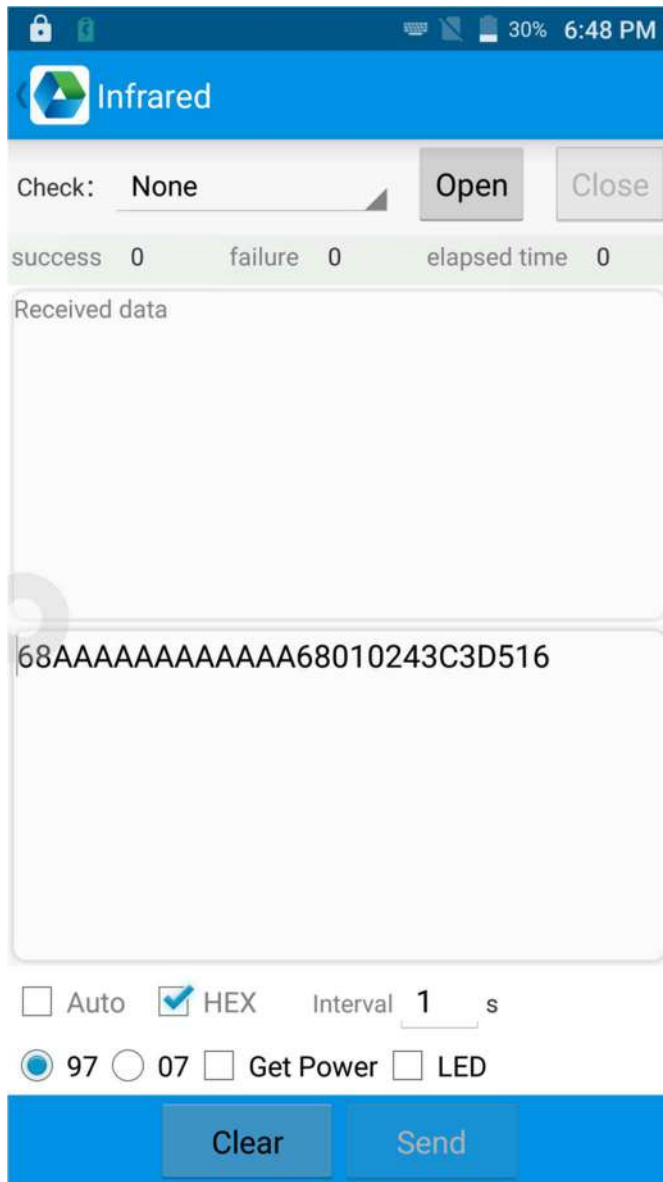 30% 6:48 PM
Infrared
Check: None Open Close
success 0 failure 0 elapsed time 0
Received data
68AAAAAAAAAAAA68010243C3D516
Auto HEX Interval 1 s
97 07 Get Power LED
Clear Send